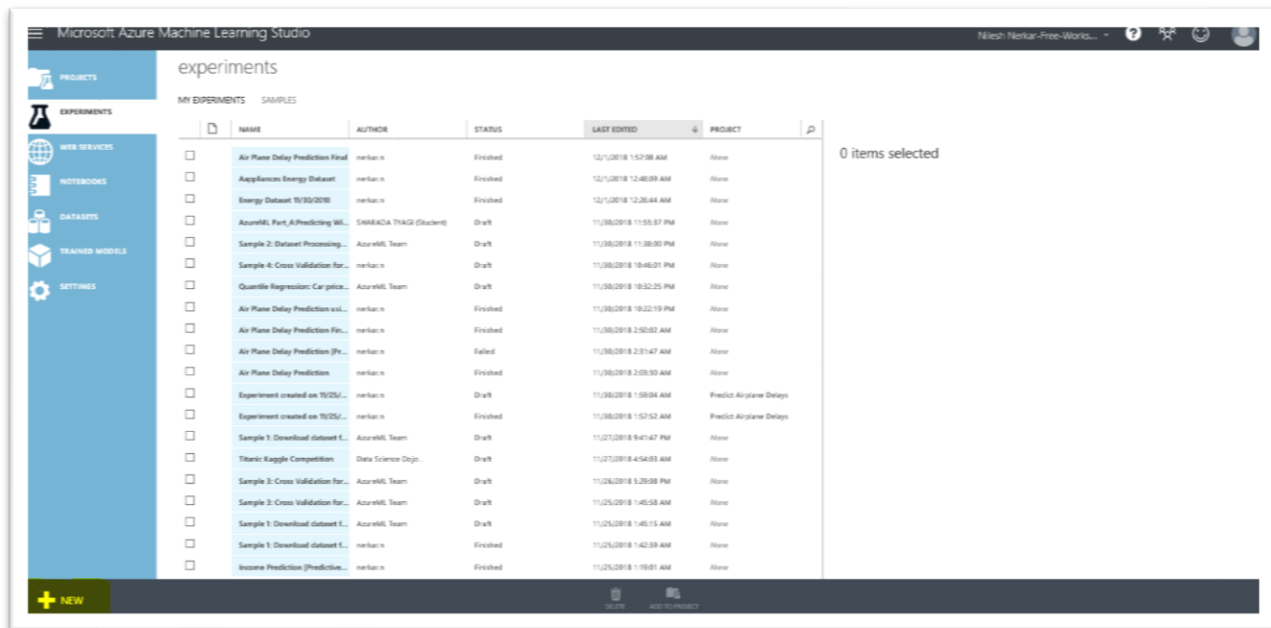 Microsoft Azure Machine Learning Studio Nilesh Nerkar-Free-Works...
PROJECTS
EXPERIMENTS
WEB SERVICES
NOTEBOOKS
DATASETS
TRAINED MODELS
SETTINGS
experiments
MY EXPERIMENTS SAMPLES
NAME AUTHOR STATUS LAST EDITED PROJECT
Air Plane Delay Prediction Final nerkar.n Finished 12/1/2018 1:57:08 AM None
Aappliances Energy Dataset nerkar.n Finished 12/1/2018 12:48:09 AM None
Energy Dataset 11/30/2018 nerkar.n Finished 12/1/2018 12:26:44 AM None
AzureML Part_A:Predicting Wi... SHARADA TYAGI (Student) Draft 11/30/2018 11:55:37 PM None
Sample 2: Dataset Processing... AzureML Team Draft 11/30/2018 11:38:00 PM None
Sample 4: Cross Validation for... nerkar.n Draft 11/30/2018 10:46:01 PM None
Quantile Regression: Car price... AzureML Team Draft 11/30/2018 10:32:25 PM None
Air Plane Delay Prediction usi... nerkar.n Finished 11/30/2018 10:22:19 PM None
Air Plane Delay Prediction Fin... nerkar.n Finished 11/30/2018 2:50:02 AM None
Air Plane Delay Prediction [Pr... nerkar.n Failed 11/30/2018 2:31:47 AM None
Air Plane Delay Prediction nerkar.n Finished 11/30/2018 2:03:30 AM None
Experiment created on 11/25/... nerkar.n Draft 11/30/2018 1:59:04 AM Predict Airplane Delays
Experiment created on 11/25/... nerkar.n Finished 11/30/2018 1:57:52 AM Predict Airplane Delays
Sample 1: Download dataset f... AzureML Team Draft 11/27/2018 9:41:47 PM None
Titanic Kaggle Competition Data Science Dojo . Draft 11/27/2018 4:54:03 AM None
Sample 3: Cross Validation for... AzureML Team Draft 11/26/2018 5:29:08 PM None
Sample 3: Cross Validation for... AzureML Team Draft 11/25/2018 1:45:58 AM None
Sample 1: Download dataset f... AzureML Team Draft 11/25/2018 1:45:15 AM None
Sample 1: Download dataset f... nerkar.n Finished 11/25/2018 1:42:39 AM None
Income Prediction [Predictive... nerkar.n Finished 11/25/2018 1:19:01 AM None
0 items selected
NEW
DELETE ADD TO PROJECT